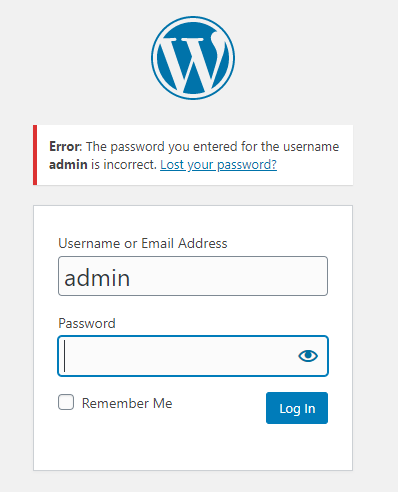 Error: The password you entered for the username
admin is incorrect. Lost your password?
Username or Email Address
admin
Password
Remember Me
Log In